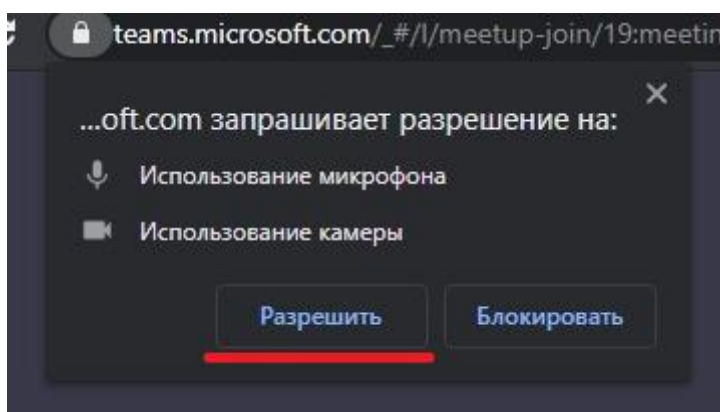 teams.microsoft.com/_#/l/meetup-join/19:meetin
...oft.com запрашивает разрешение на:
Использование микрофона
Использование камеры
Разрешить
Блокировать